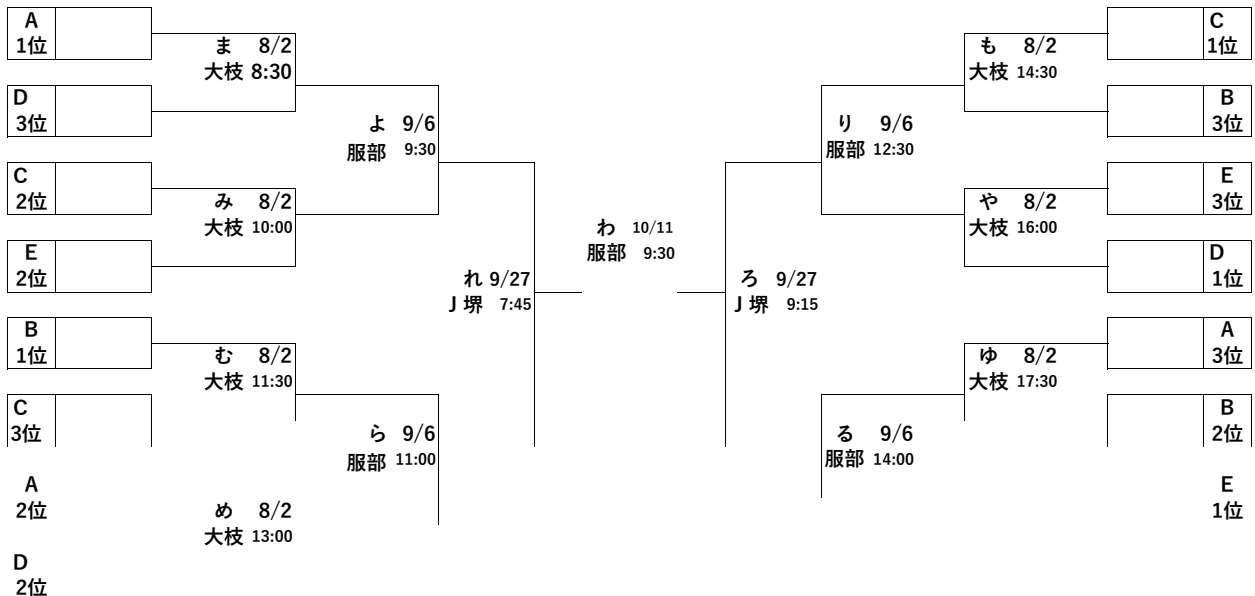 A
1位
ま 8/2
大枝 8:30
D
3位
よ 9/6
服部 9:30
C
2位
み 8/2
大枝 10:00
E
2位
れ 9/27
J 堺 7:45
B
1位
む 8/2
大枝 11:30
C
3位
ら 9/6
服部 11:00
A
2位
め 8/2
大枝 13:00
D
2位
わ 10/11
服部 9:30
C
1位
も 8/2
大枝 14:30
B
3位
り 9/6
服部 12:30
E
3位
や 8/2
大枝 16:00
D
1位
ろ 9/27
J 堺 9:15
A
3位
ゆ 8/2
大枝 17:30
B
2位
る 9/6
服部 14:00
E
1位